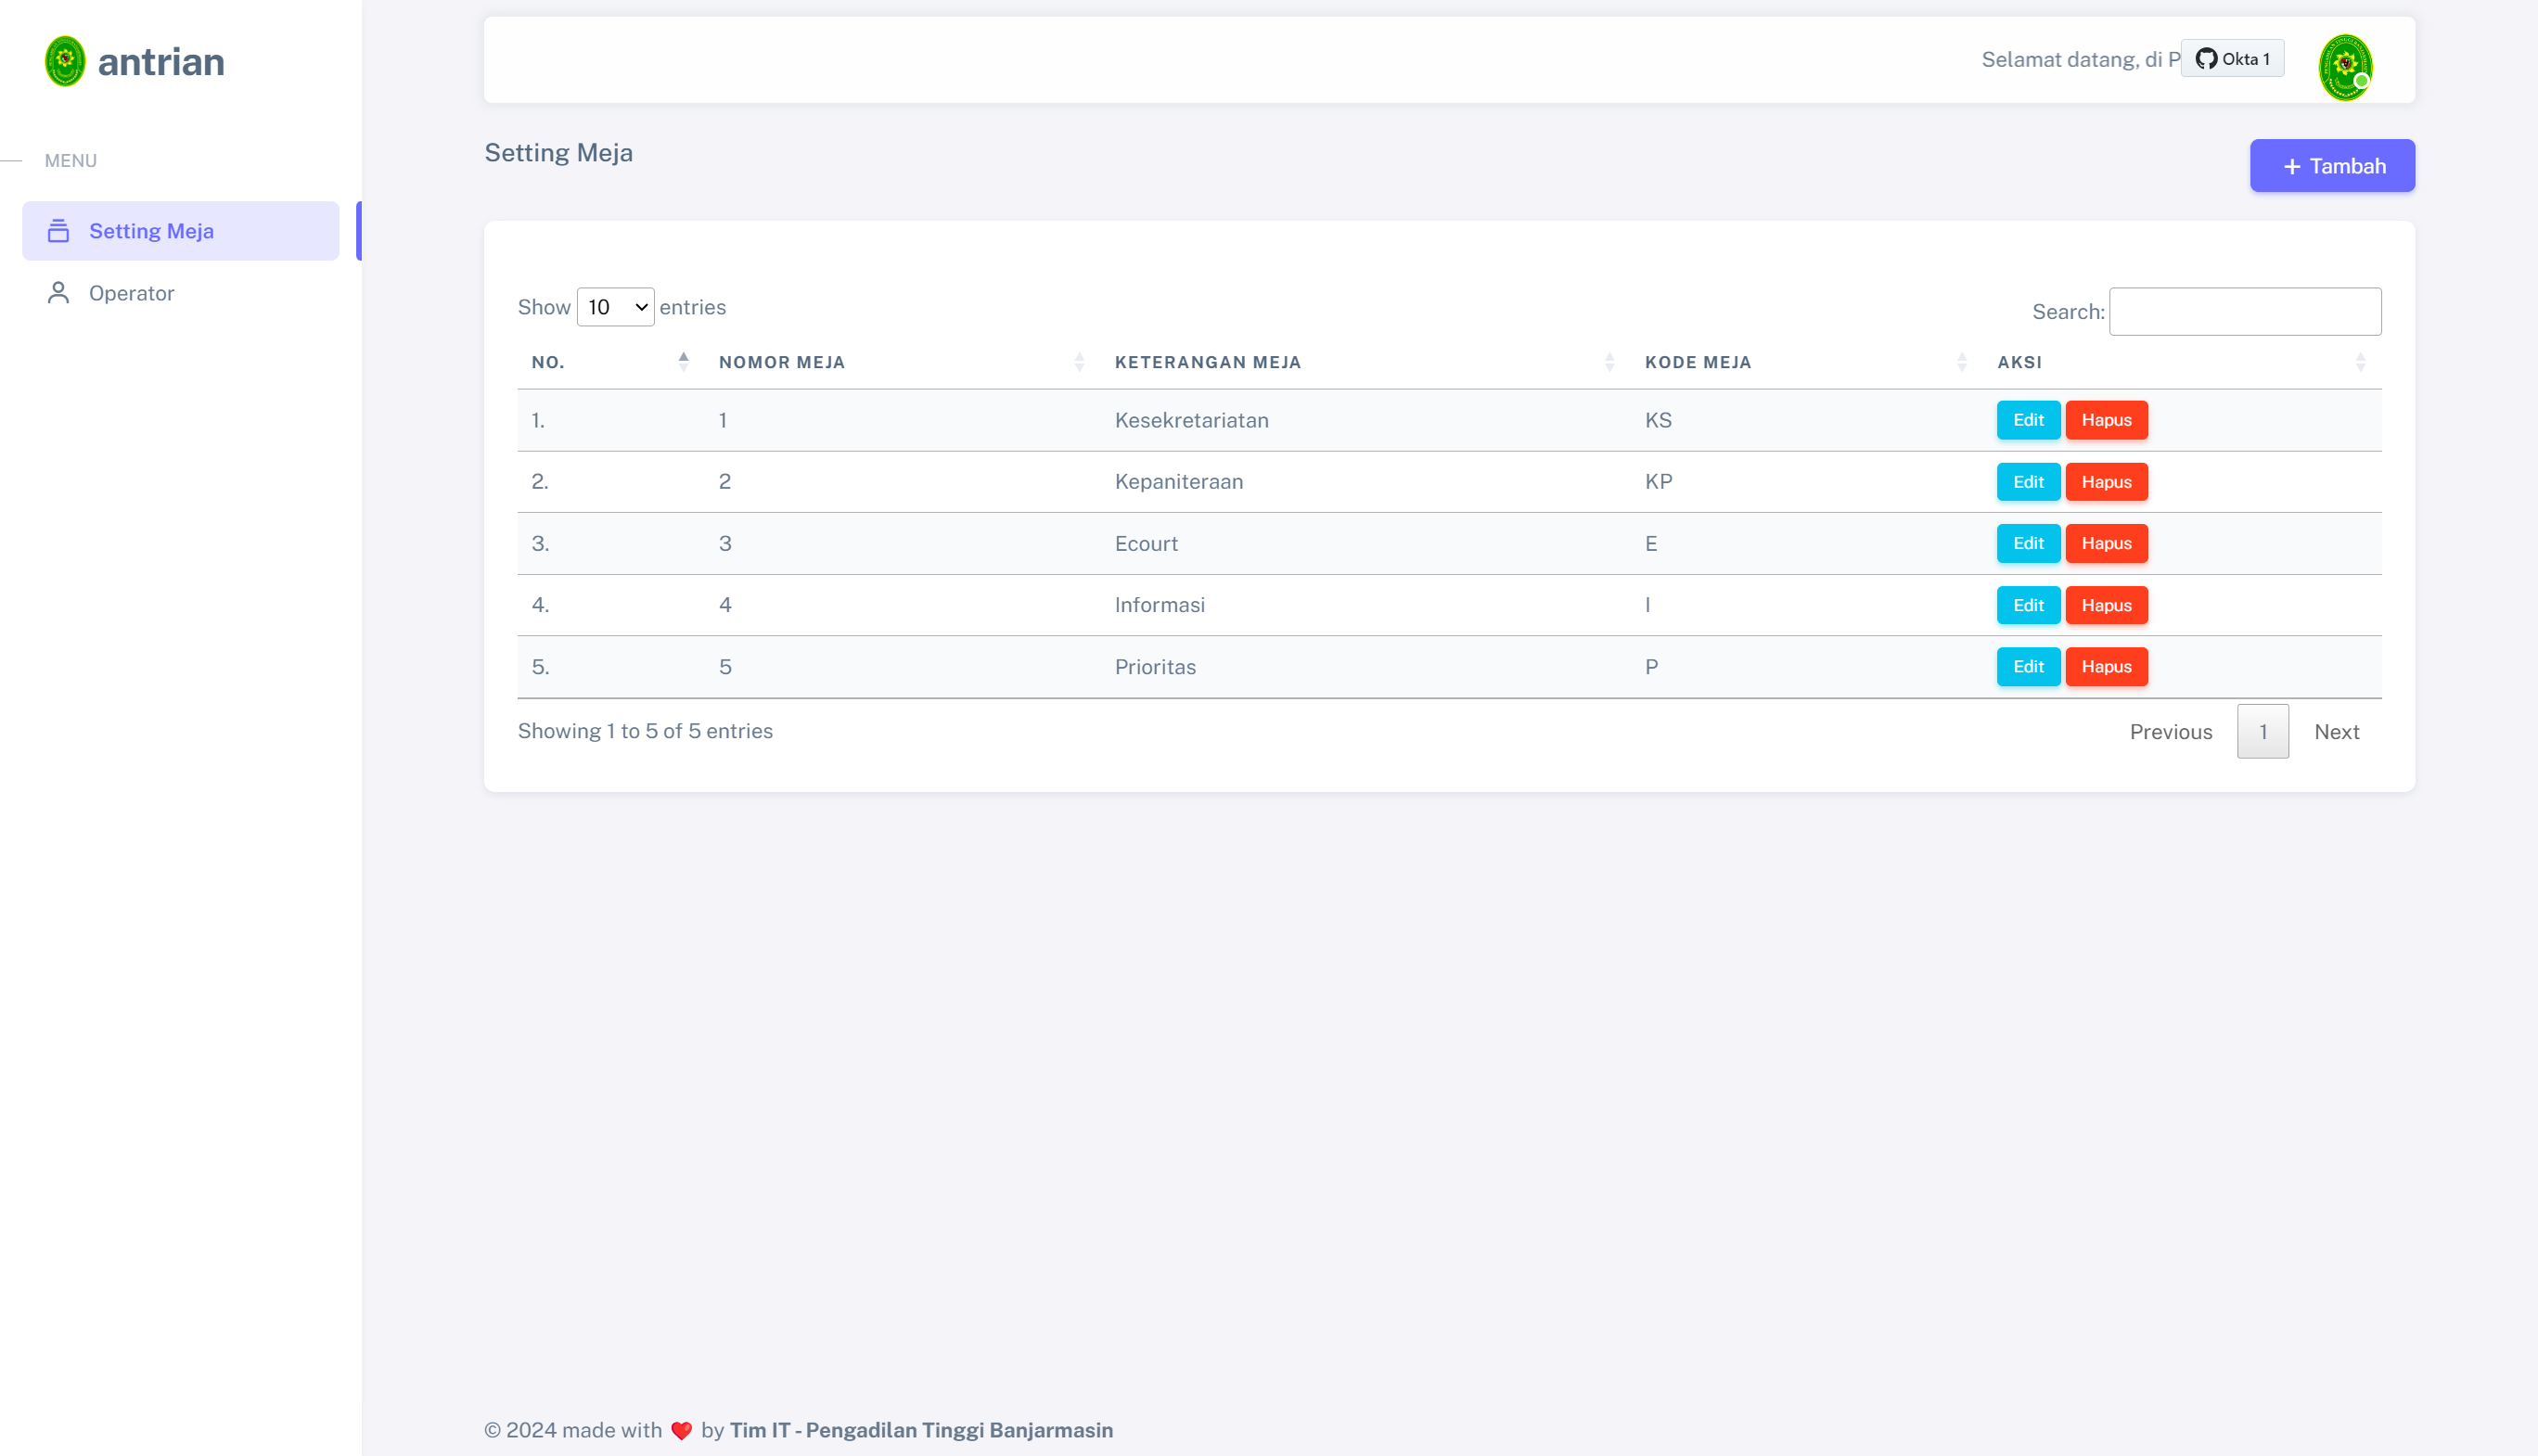 antrian
Selamat datang, di P
Okta 1
MENU
Setting Meja
Operator
Setting Meja
+ Tambah
Show 10 entries
Search:
NO. NOMOR MEJA KETERANGAN MEJA KODE MEJA AKSI
1. 1 Kesekretariatan KS Edit Hapus
2. 2 Kepaniteraan KP Edit Hapus
3. 3 Ecourt E Edit Hapus
4. 4 Informasi I Edit Hapus
5. 5 Prioritas P Edit Hapus
Showing 1 to 5 of 5 entries
Previous 1 Next
© 2024 made with ❤️ by Tim IT - Pengadilan Tinggi Banjarmasin